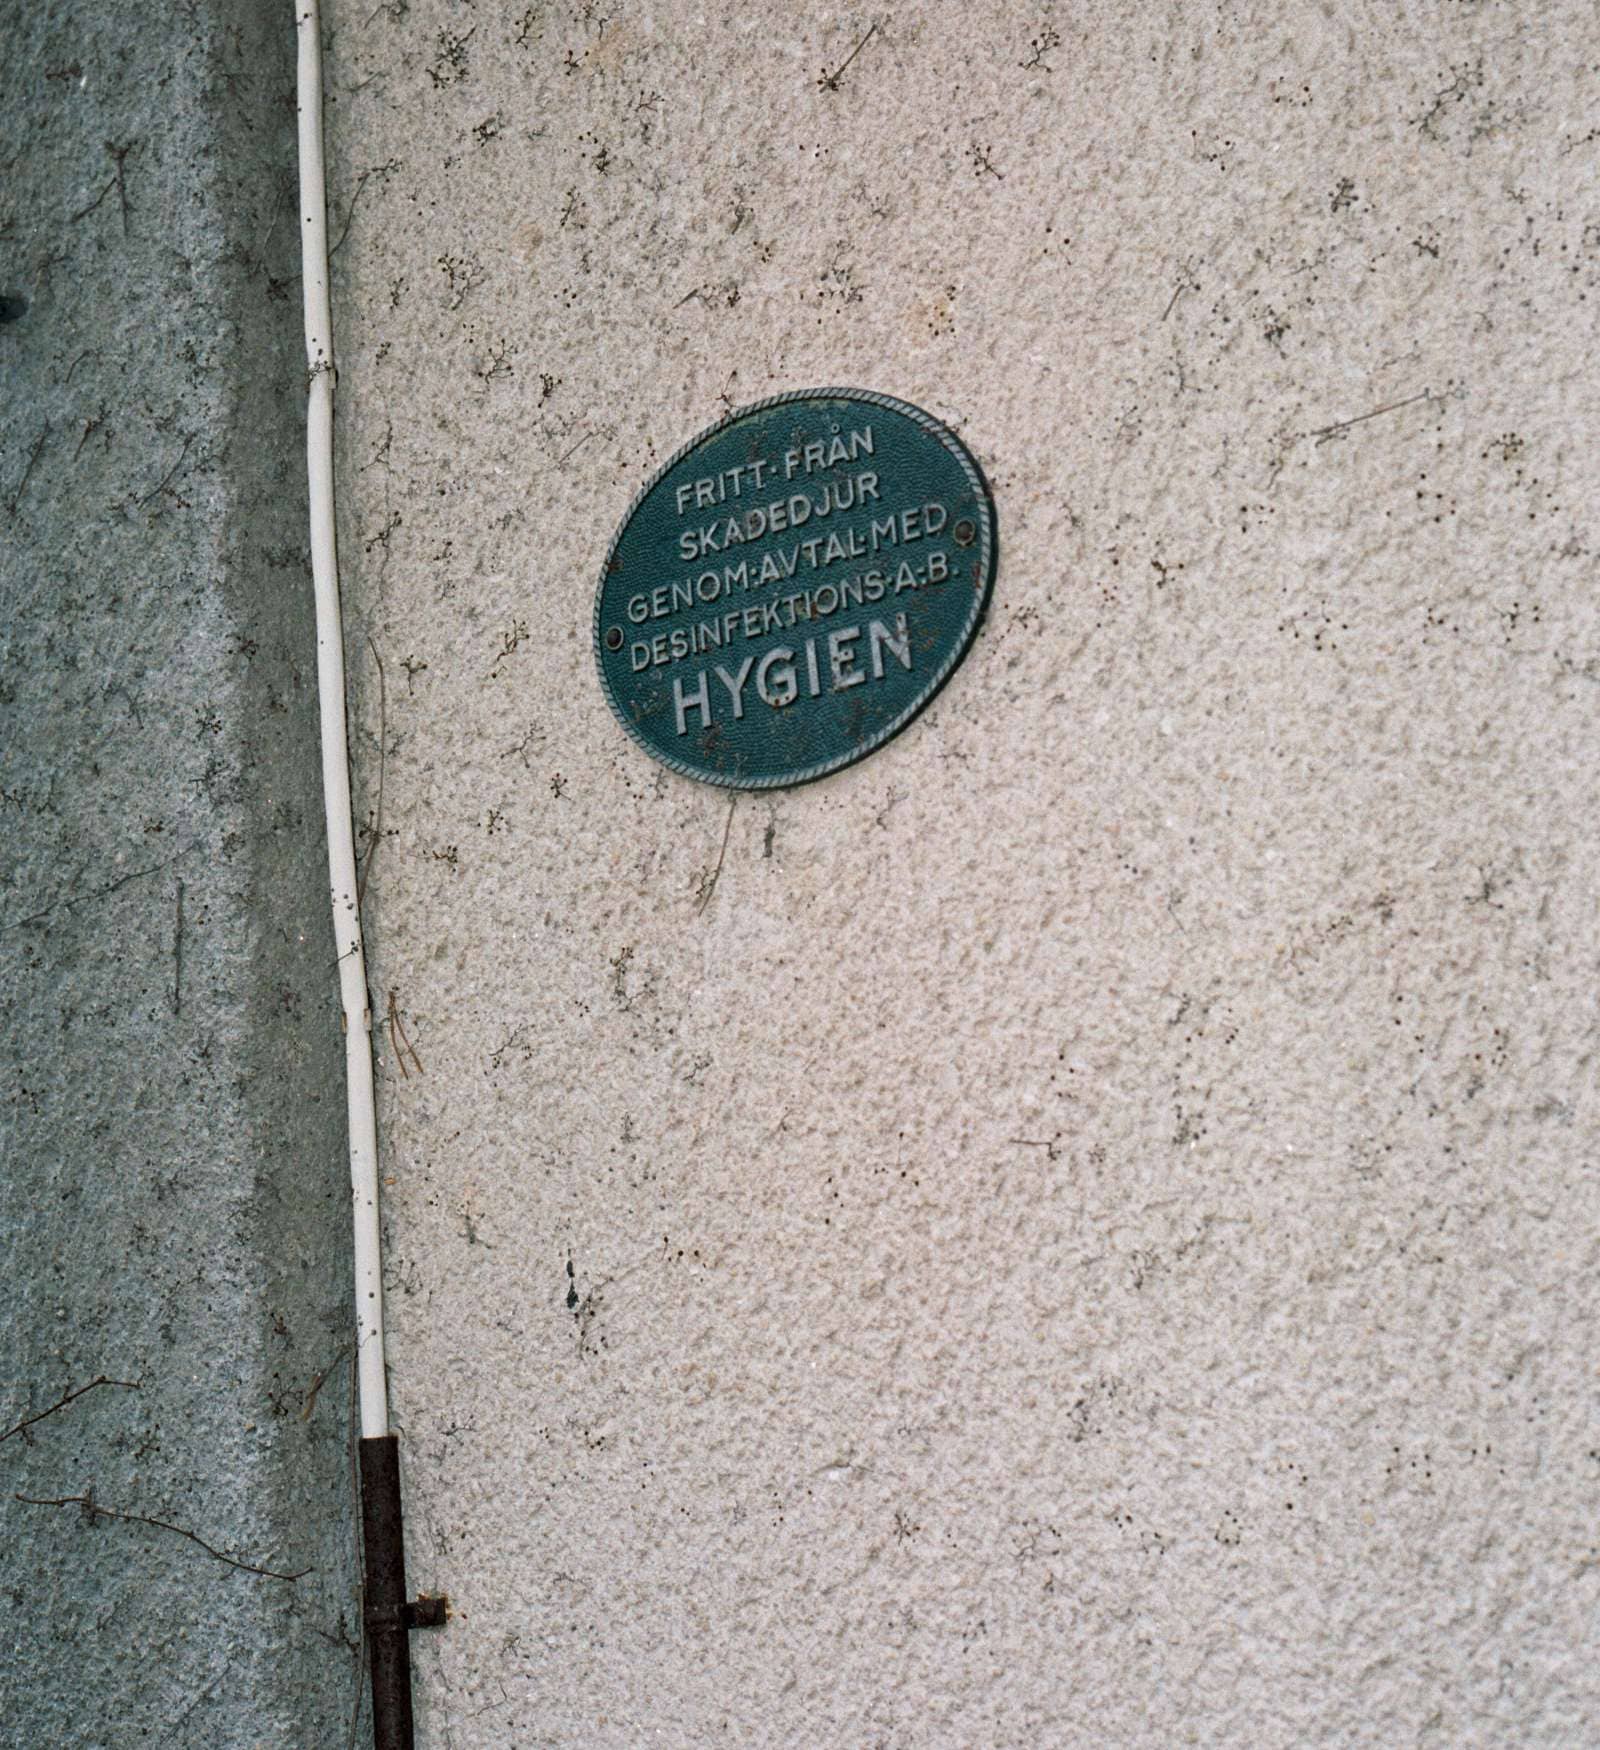 FRITT·FRÅN
SKADEDJUR
GENOM·AVTAL·MED
DESINFEKTIONS·A·B.
HYGIEN